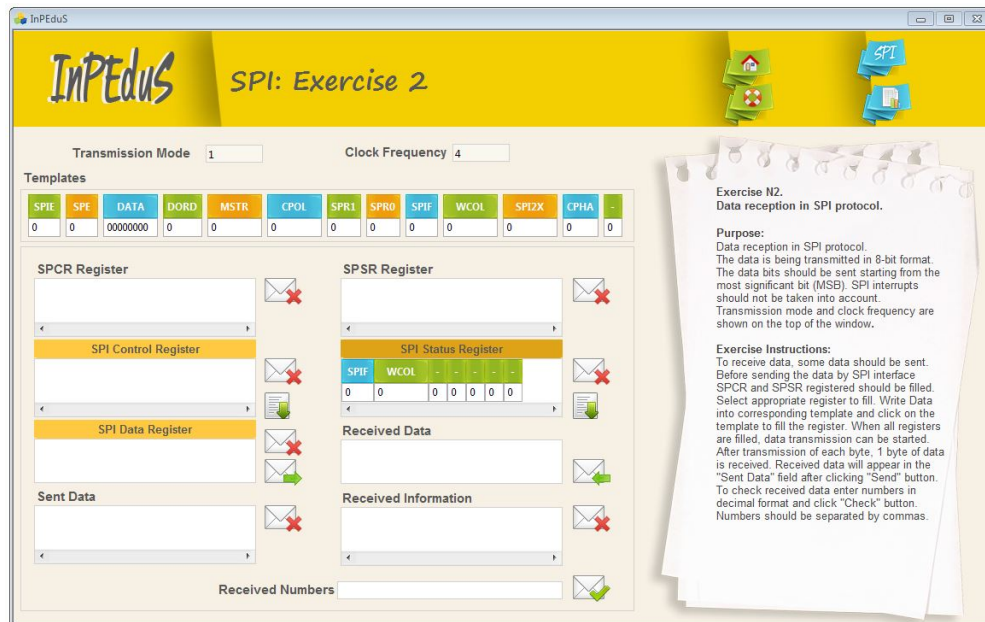 InPEduS
InPEduS
SPI: Exercise 2
SPI
Transmission Mode 1
Clock Frequency 4
Templates
SPIE SPE DATA DORD MSTR CPOL SPR1 SPR0 SPIF WCOL SPI2X CPHA -
0 0 00000000 0 0 0 0 0 0 0 0 0 0
SPCR Register
SPSR Register
SPI Control Register
SPI Status Register
SPIF WCOL - - - - -
0 0 0 0 0 0 0
SPI Data Register
Received Data
Sent Data
Received Information
Received Numbers
Exercise N2.
Data reception in SPI protocol.
Purpose:
Data reception in SPI protocol.
The data is being transmitted in 8-bit format.
The data bits should be sent starting from the
most significant bit (MSB). SPI interrupts
should not be taken into account.
Transmission mode and clock frequency are
shown on the top of the window.
Exercise Instructions:
To receive data, some data should be sent.
Before sending the data by SPI interface
SPCR and SPSR registered should be filled.
Select appropriate register to fill. Write Data
into corresponding template and click on the
template to fill the register. When all registers
are filled, data transmission can be started.
After transmission of each byte, 1 byte of data
is received. Received data will appear in the
"Sent Data" field after clicking "Send" button.
To check received data enter numbers in
decimal format and click "Check" button.
Numbers should be separated by commas.